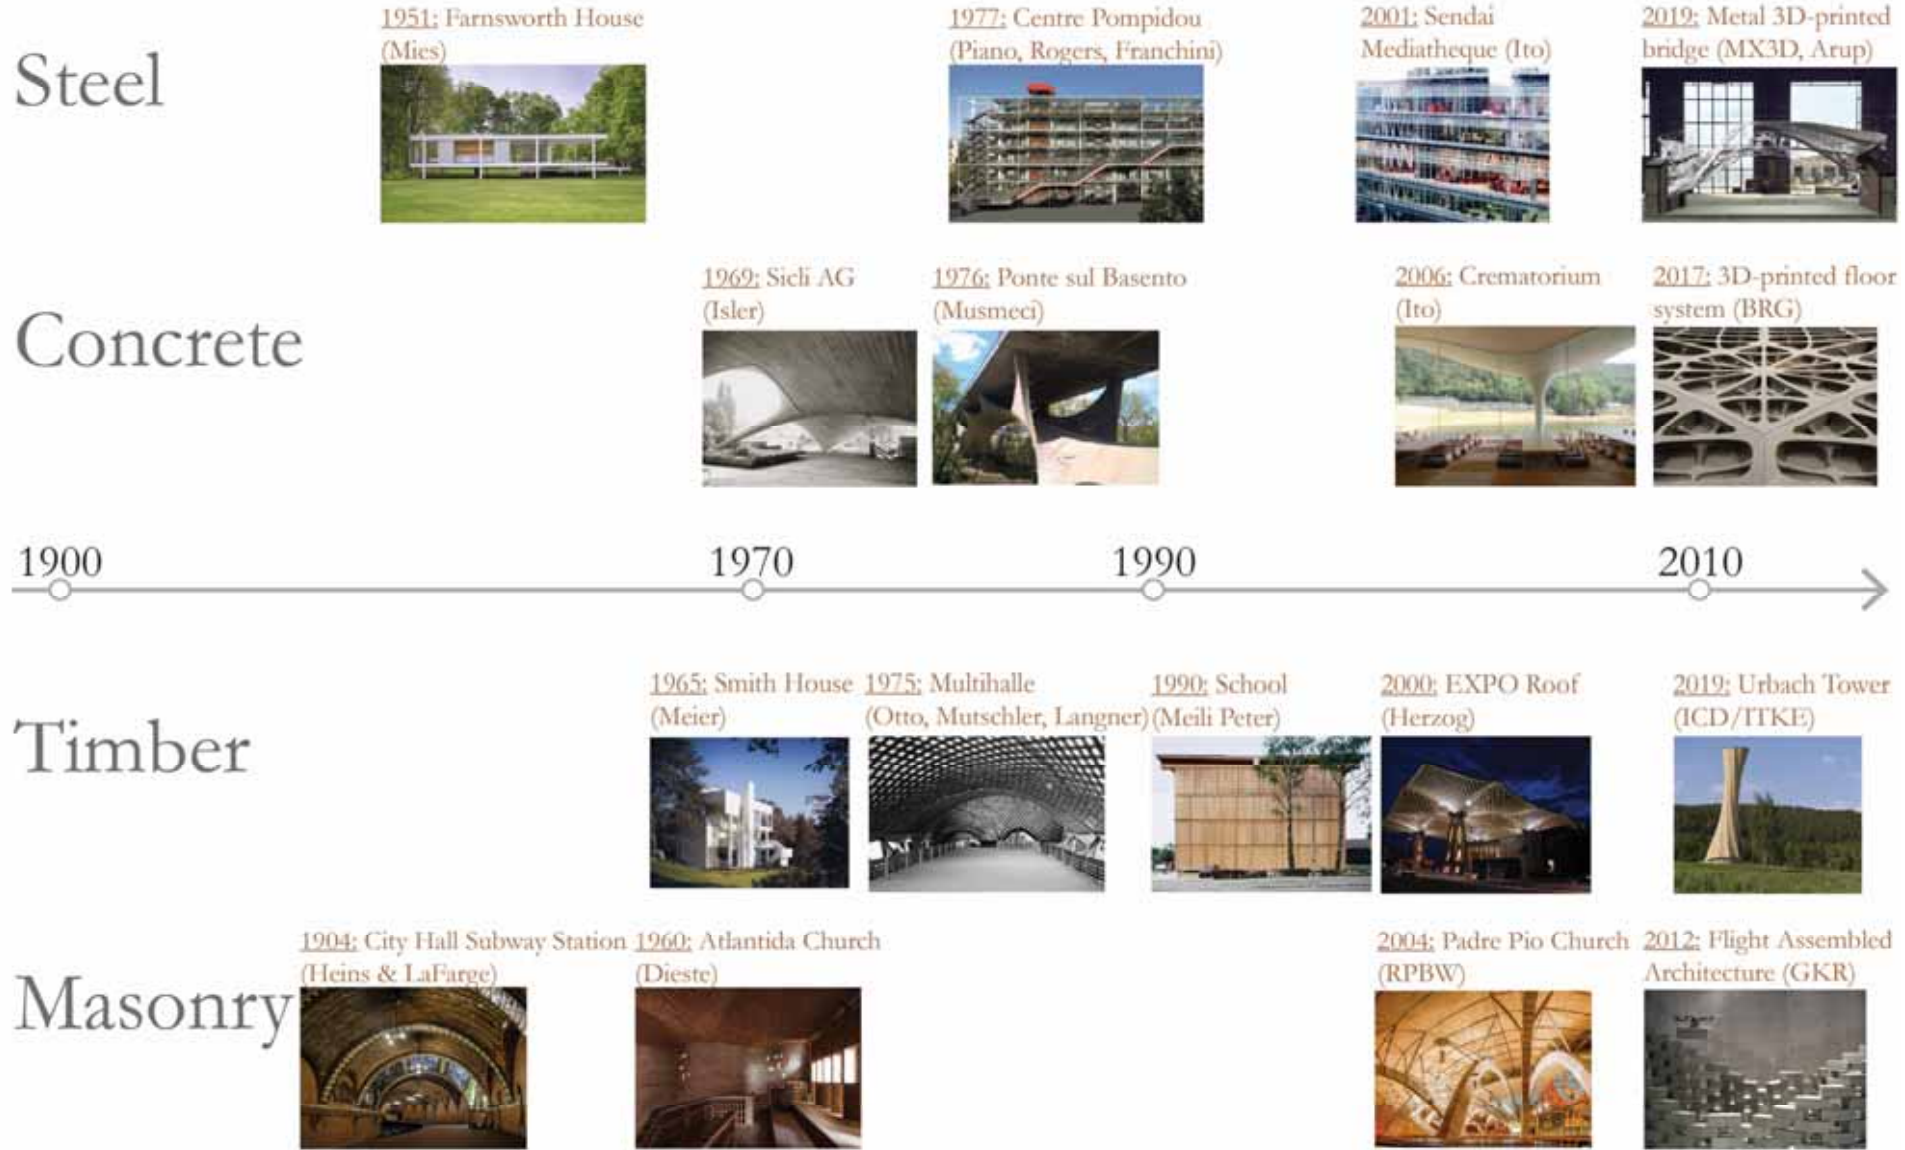 Steel
1951: Farnsworth House
(Mies)
1977: Centre Pompidou
(Piano, Rogers, Franchini)
2001: Sendai
Mediatheque (Ito)
2019: Metal 3D-printed
bridge (MX3D, Arup)
Concrete
1969: Sicli AG
(Isler)
1976: Ponte sul Basento
(Musmeci)
2006: Crematorium
(Ito)
2017: 3D-printed floor
system (BRG)
1900
1970
1990
2010
Timber
1965: Smith House
(Meier)
1975: Multihalle
(Otto, Mutschler, Langner)
1990: School
(Meili Peter)
2000: EXPO Roof
(Herzog)
2019: Urbach Tower
(ICD/ITKE)
Masonry
1904: City Hall Subway Station
(Heins & LaFarge)
1960: Atlantida Church
(Dieste)
2004: Padre Pio Church
(RPBW)
2012: Flight Assembled
Architecture (GKR)